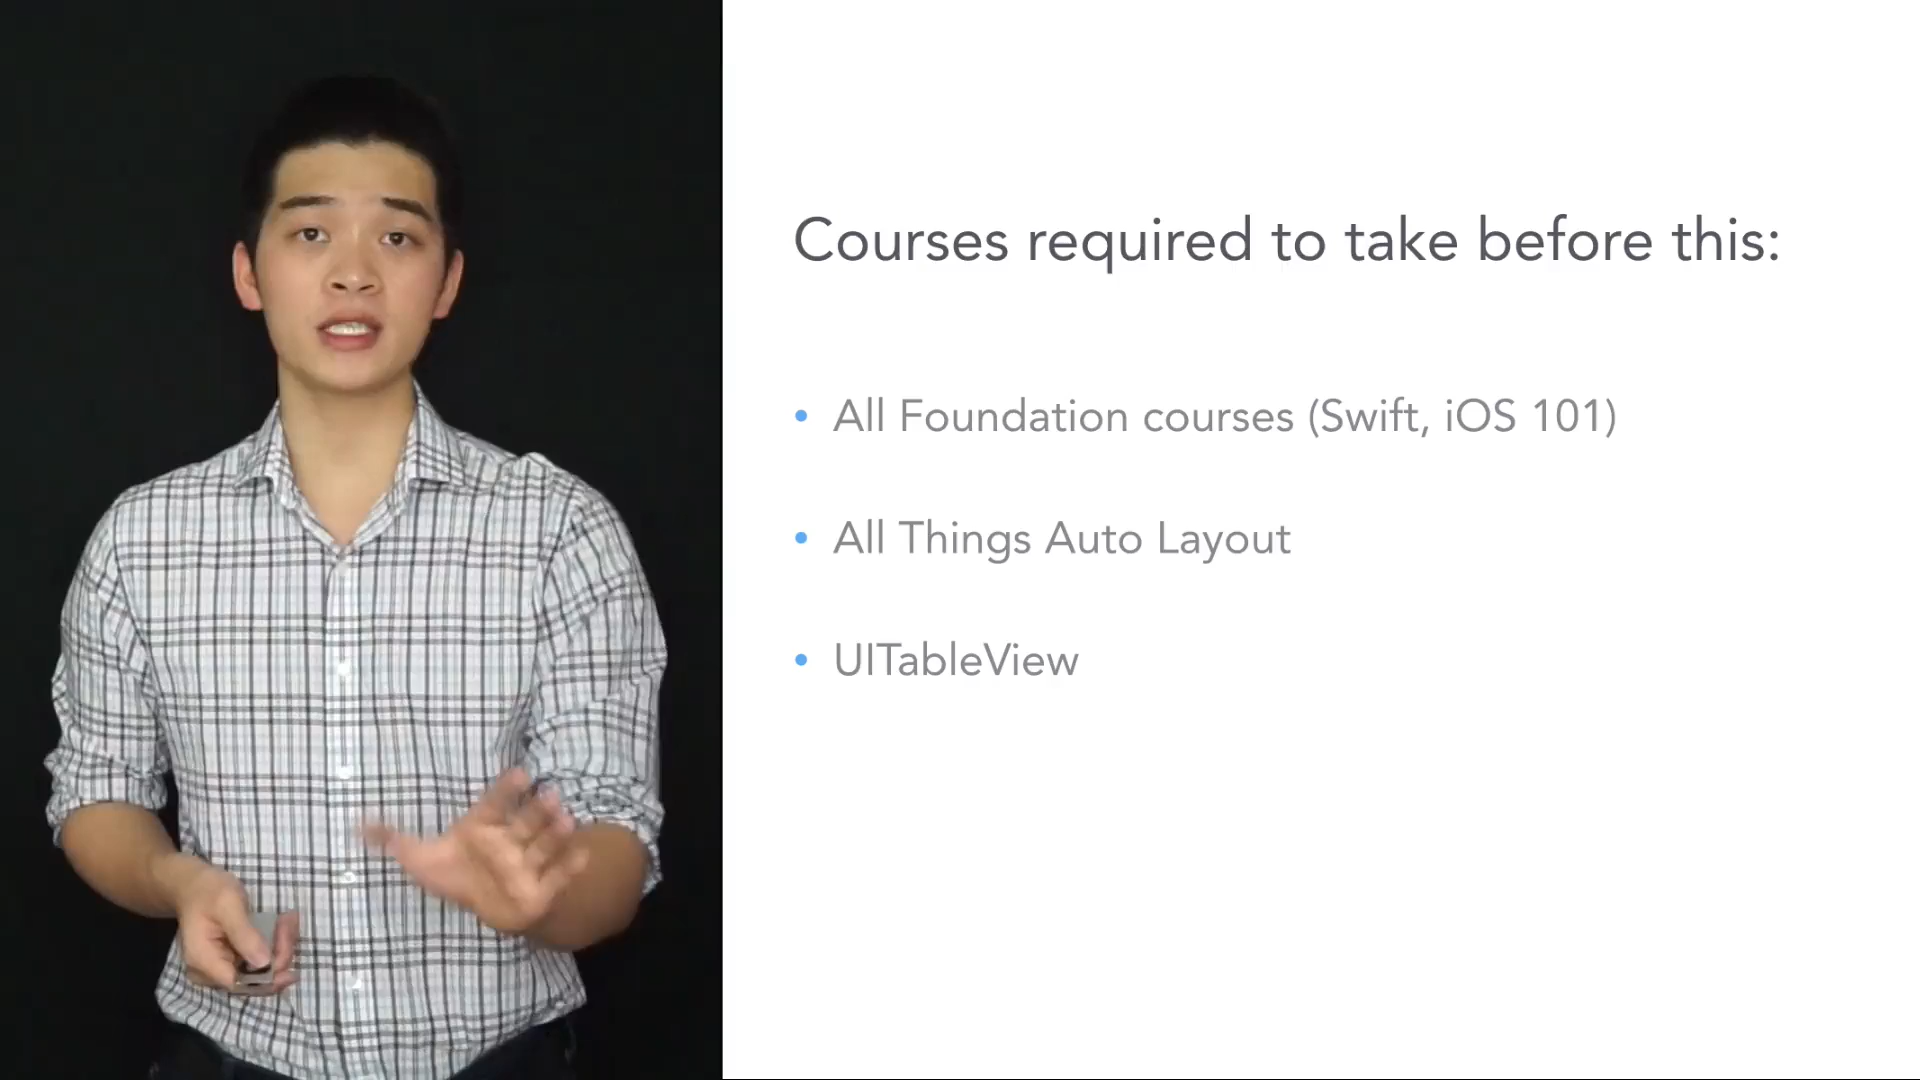 Courses required to take before this:
• All Foundation courses (Swift, iOS 101)
• All Things Auto Layout
• UITableView